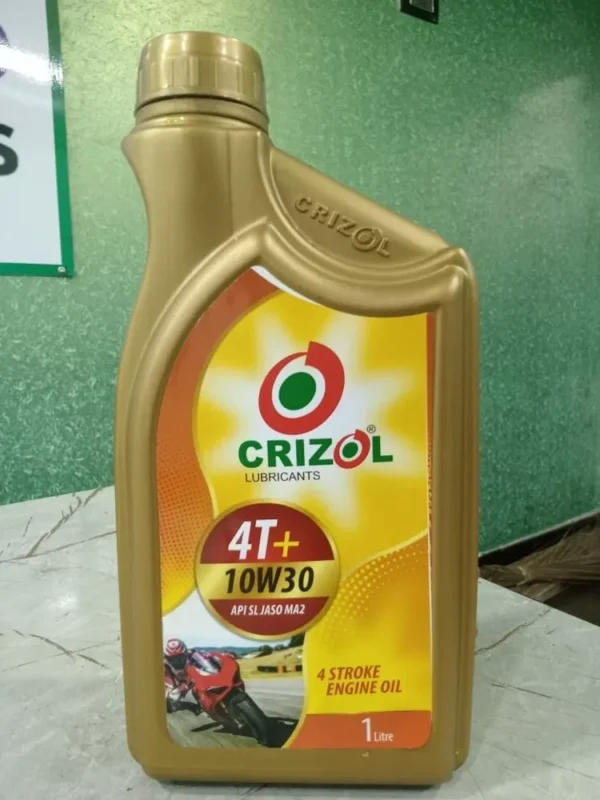 S
CRIZOL
CRIZOL®
LUBRICANTS
4T+
10W30
API SL JASO MA2
4 STROKE
ENGINE OIL
1 Litre